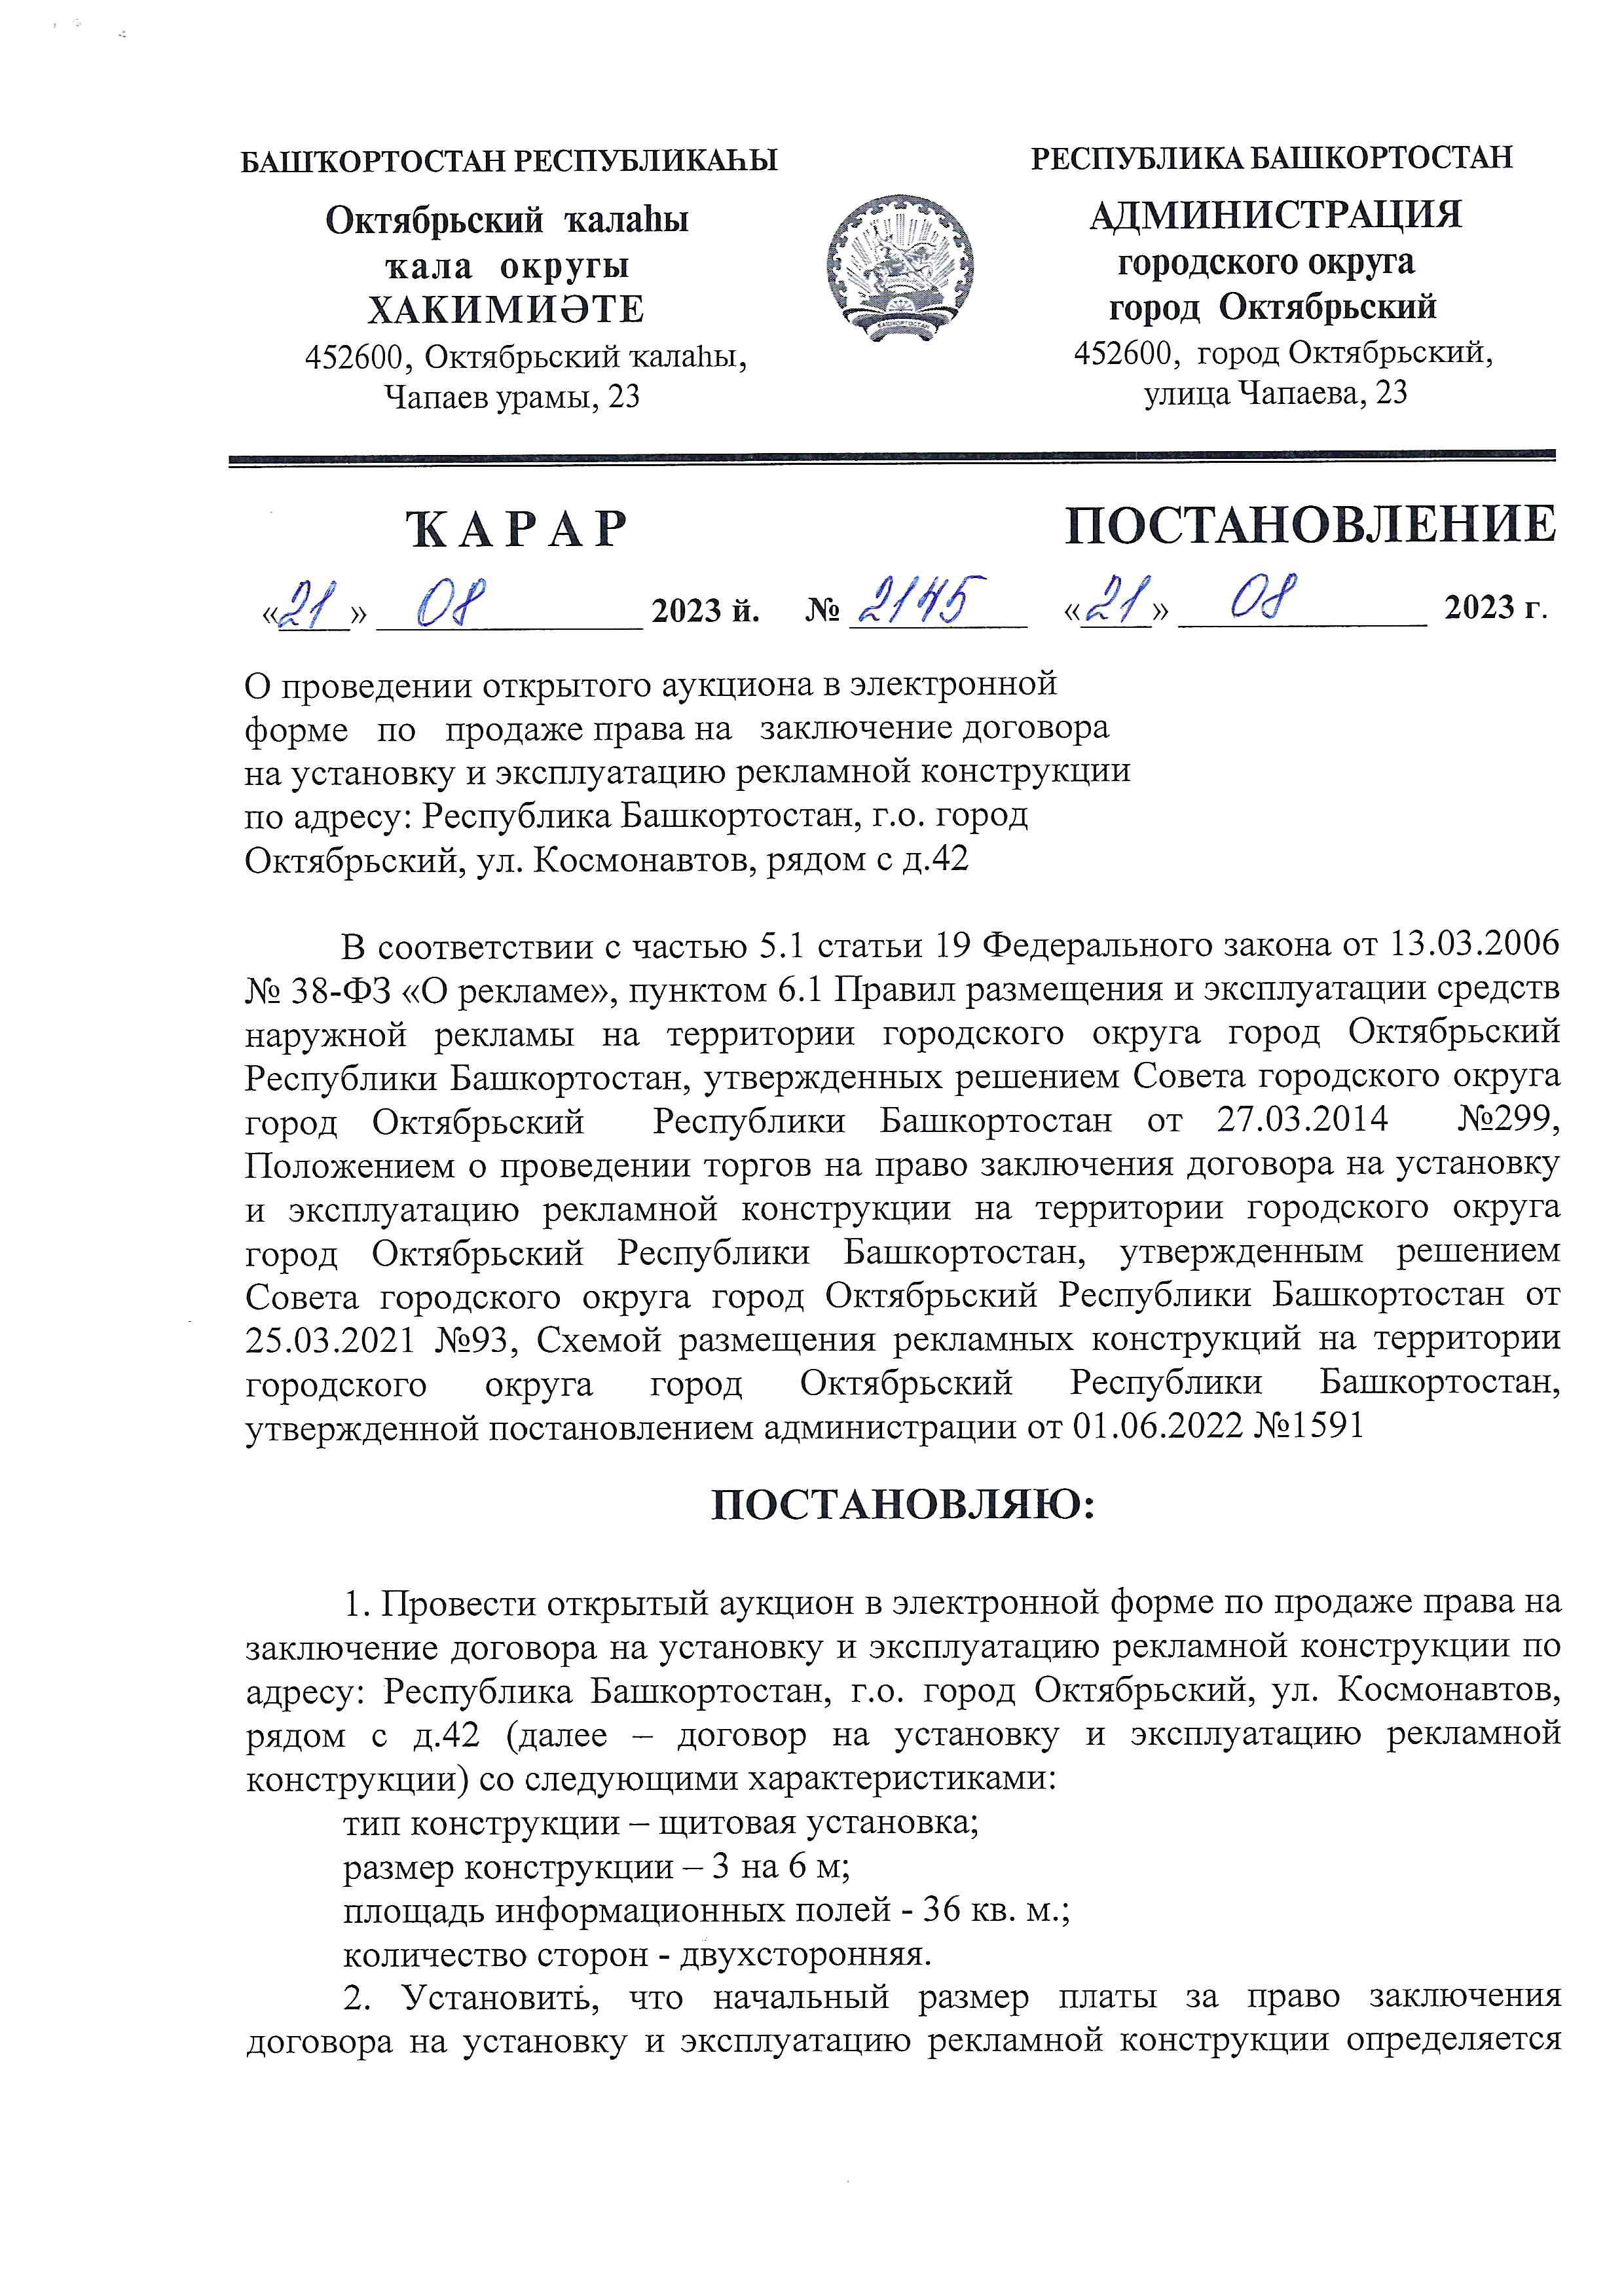 БАШҠОРТОСТАН РЕСПУБЛИКАҺЫ
Октябрьский ҡалаһы
ҡала округы
ХАКИМИӘТЕ
452600, Октябрьский ҡалаһы,
Чапаев урамы, 23
БАШКОРТОСТАН
РЕСПУБЛИКА БАШКОРТОСТАН
АДМИНИСТРАЦИЯ
городского округа
город Октябрьский
452600, город Октябрьский,
улица Чапаева, 23
ҠАРАР
ПОСТАНОВЛЕНИЕ
«21» 08 2023 й. № 2145 «21» 08 2023 г.
О проведении открытого аукциона в электронной
форме по продаже права на заключение договора
на установку и эксплуатацию рекламной конструкции
по адресу: Республика Башкортостан, г.о. город
Октябрьский, ул. Космонавтов, рядом с д.42
В соответствии с частью 5.1 статьи 19 Федерального закона от 13.03.2006
№ 38-ФЗ «О рекламе», пунктом 6.1 Правил размещения и эксплуатации средств
наружной рекламы на территории городского округа город Октябрьский
Республики Башкортостан, утвержденных решением Совета городского округа
город Октябрьский Республики Башкортостан от 27.03.2014 №299,
Положением о проведении торгов на право заключения договора на установку
и эксплуатацию рекламной конструкции на территории городского округа
город Октябрьский Республики Башкортостан, утвержденным решением
Совета городского округа город Октябрьский Республики Башкортостан от
25.03.2021 №93, Схемой размещения рекламных конструкций на территории
городского округа город Октябрьский Республики Башкортостан,
утвержденной постановлением администрации от 01.06.2022 №1591
ПОСТАНОВЛЯЮ:
1. Провести открытый аукцион в электронной форме по продаже права на
заключение договора на установку и эксплуатацию рекламной конструкции по
адресу: Республика Башкортостан, г.о. город Октябрьский, ул. Космонавтов,
рядом с д.42 (далее – договор на установку и эксплуатацию рекламной
конструкции) со следующими характеристиками:
тип конструкции – щитовая установка;
размер конструкции – 3 на 6 м;
площадь информационных полей - 36 кв. м.;
количество сторон - двухсторонняя.
2. Установить, что начальный размер платы за право заключения
договора на установку и эксплуатацию рекламной конструкции определяется